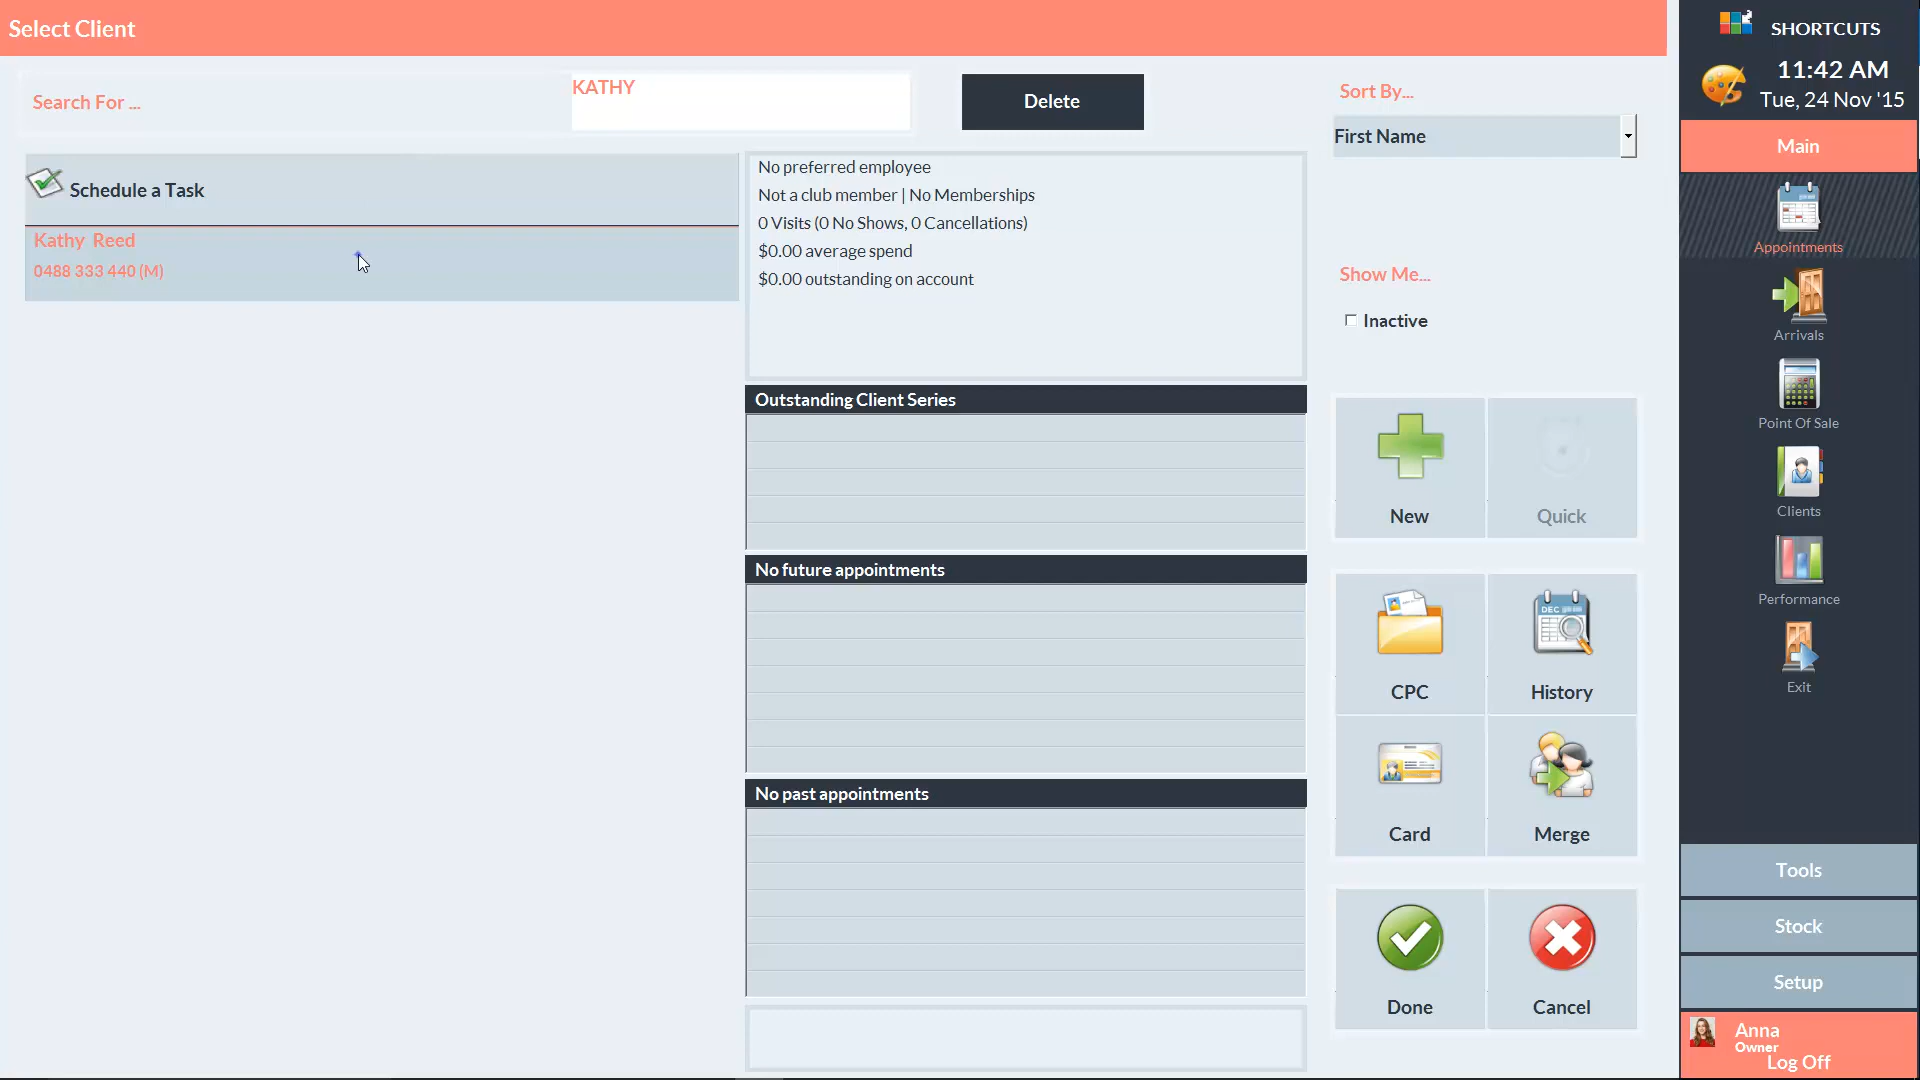 Select Client
Search For ...
KATHY
Delete
Sort By...
First Name
Schedule a Task
Kathy Reed
0488 333 440 (M)
No preferred employee
Not a club member | No Memberships
0 Visits (0 No Shows, 0 Cancellations)
$0.00 average spend
$0.00 outstanding on account
Show Me...
Inactive
Outstanding Client Series
No future appointments
No past appointments
New
Quick
CPC
DEC
History
Card
Merge
Done
Cancel
SHORTCUTS
11:42 AM
Tue, 24 Nov '15
Main
Appointments
Arrivals
Point Of Sale
Clients
Performance
Exit
Tools
Stock
Setup
Anna
Owner
Log Off